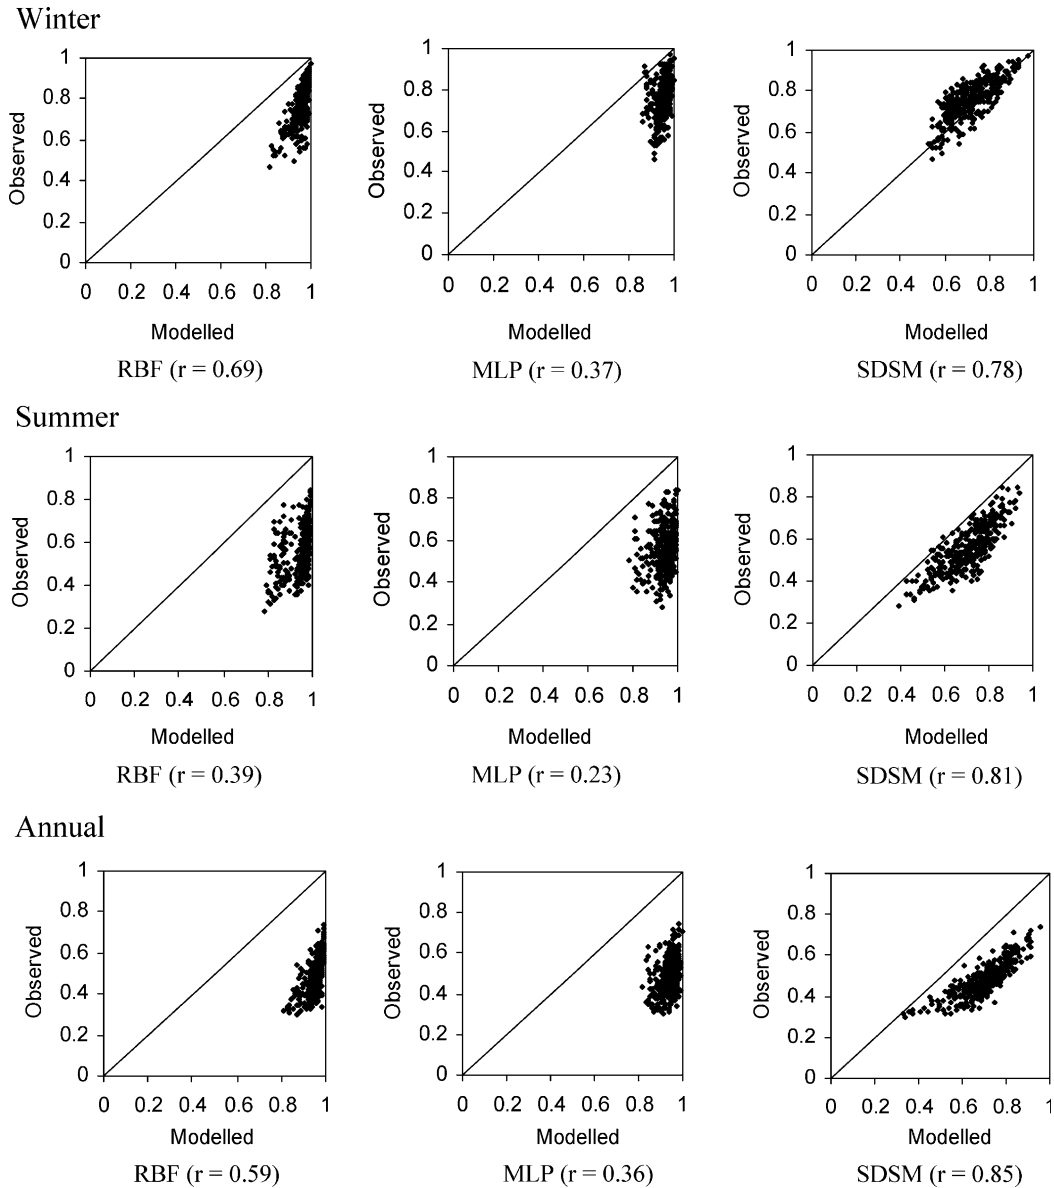 Winter
1
0.8
0.6
0.4
0.2
0
Observed
0 0.2 0.4 0.6 0.8 1
Modelled
RBF (r = 0.69)
1
0.8
0.6
0.4
0.2
0
Observed
0 0.2 0.4 0.6 0.8 1
Modelled
MLP (r = 0.37)
1
0.8
0.6
0.4
0.2
0
Observed
0 0.2 0.4 0.6 0.8 1
Modelled
SDSM (r = 0.78)
Summer
1
0.8
0.6
0.4
0.2
0
Observed
0 0.2 0.4 0.6 0.8 1
Modelled
RBF (r = 0.39)
1
0.8
0.6
0.4
0.2
0
Observed
0 0.2 0.4 0.6 0.8 1
Modelled
MLP (r = 0.23)
1
0.8
0.6
0.4
0.2
0
Observed
0 0.2 0.4 0.6 0.8 1
Modelled
SDSM (r = 0.81)
Annual
1
0.8
0.6
0.4
0.2
0
Observed
0 0.2 0.4 0.6 0.8 1
Modelled
RBF (r = 0.59)
1
0.8
0.6
0.4
0.2
0
Observed
0 0.2 0.4 0.6 0.8 1
Modelled
MLP (r = 0.36)
1
0.8
0.6
0.4
0.2
0
Observed
0 0.2 0.4 0.6 0.8 1
Modelled
SDSM (r = 0.85)